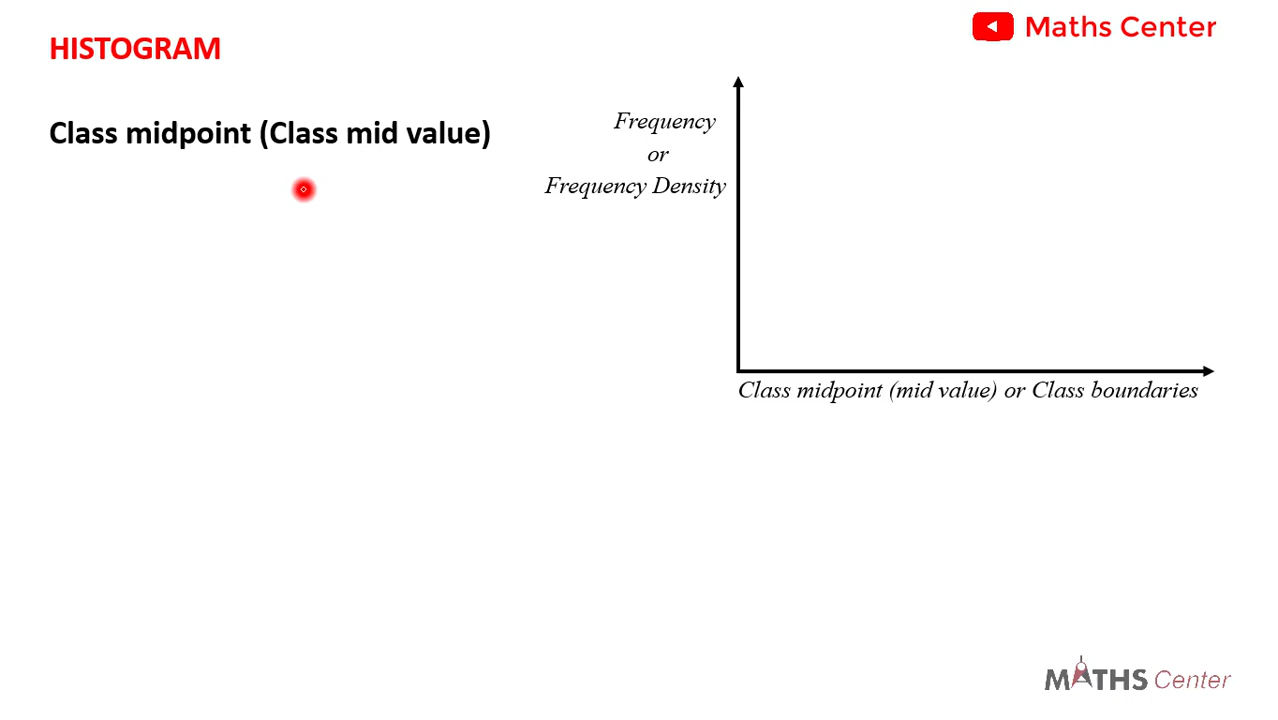 HISTOGRAM
Maths Center
Class midpoint (Class mid value)
Frequency
or
Frequency Density
Class midpoint (mid value) or Class boundaries
MATHS Center